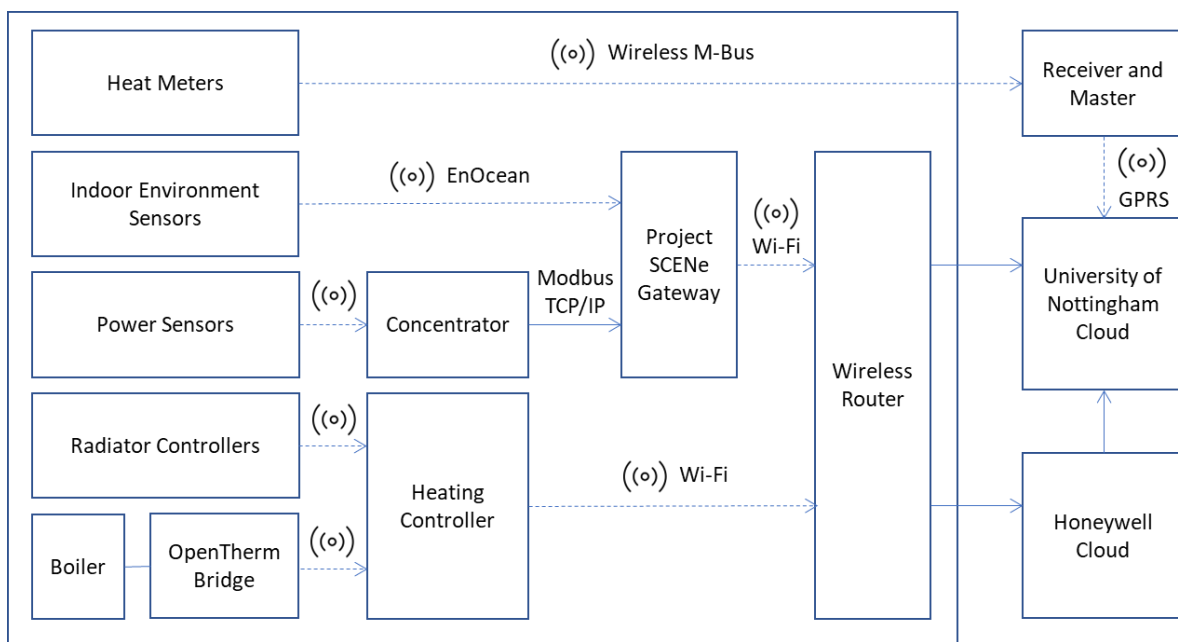 Heat Meters
Wireless M-Bus
Receiver and
Master
GPRS
Indoor Environment
Sensors
EnOcean
Project
SCENe
Gateway
Wi-Fi
Power Sensors
Concentrator
Modbus
TCP/IP
Wireless
Router
University of
Nottingham
Cloud
Radiator Controllers
Heating
Controller
Wi-Fi
Boiler
OpenTherm
Bridge
Honeywell
Cloud